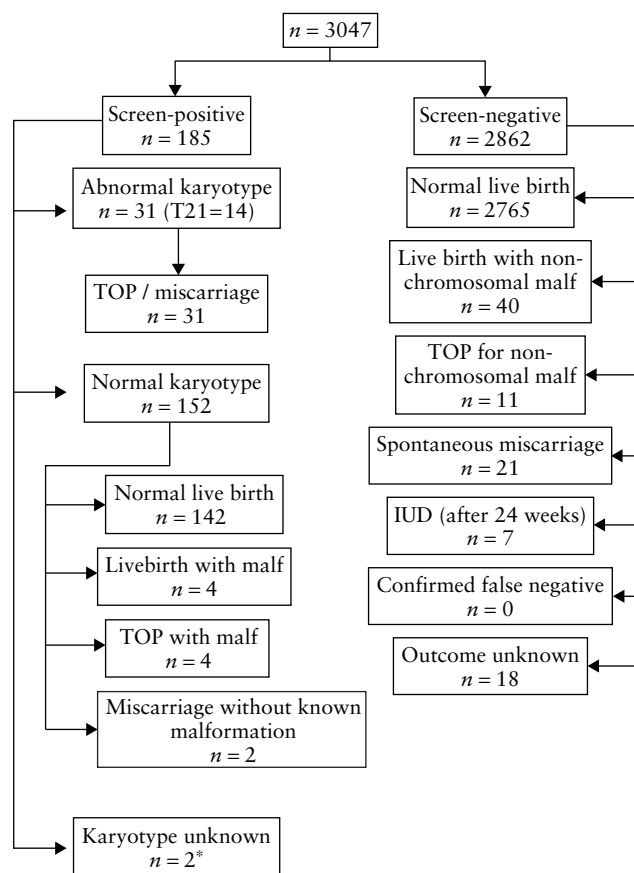 n = 3047
Screen-positive
n = 185
Abnormal karyotype
n = 31 (T21=14)
TOP / miscarriage
n = 31
Normal karyotype
n = 152
Normal live birth
n = 142
Livebirth with malf
n = 4
TOP with malf
n = 4
Miscarriage without known
malformation
n = 2
Karyotype unknown
n = 2*
Screen-negative
n = 2862
Normal live birth
n = 2765
Live birth with non-
chromosomal malf
n = 40
TOP for non-
chromosomal malf
n = 11
Spontaneous miscarriage
n = 21
IUD (after 24 weeks)
n = 7
Confirmed false negative
n = 0
Outcome unknown
n = 18